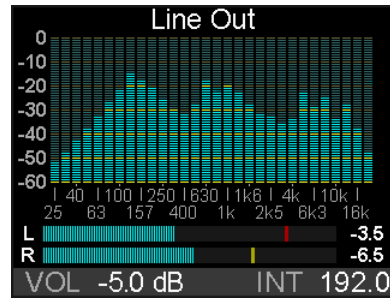 Line Out
0
-10
-20
-30
-40
-50
-60
40 100 250 630 1k6 4k 10k
25 63 157 400 1k 2k5 6k3 16k
L -3.5
R -6.5
VOL -5.0 dB INT 192.0